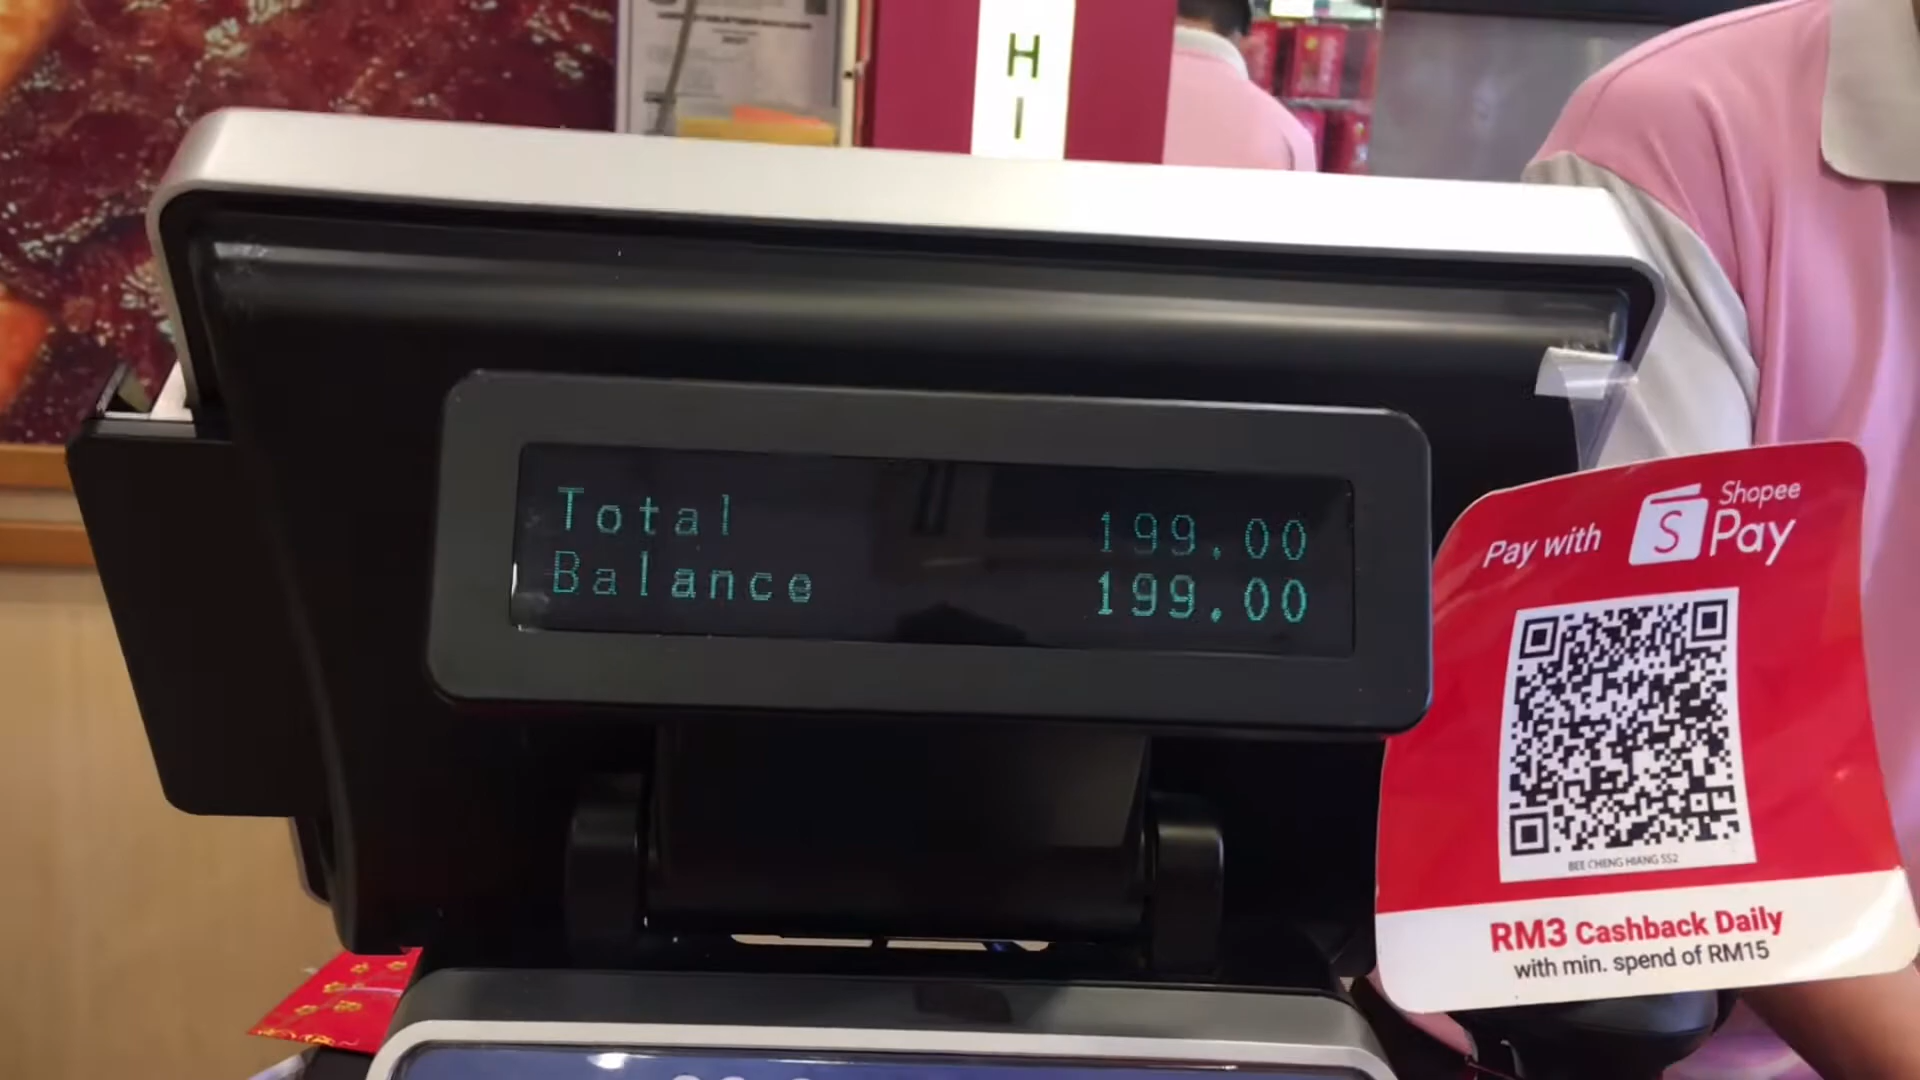 H
I
Total 199.00
Balance 199.00
Pay with Shopee Pay
BEE CHENG HIANG SS2
RM3 Cashback Daily
with min. spend of RM15